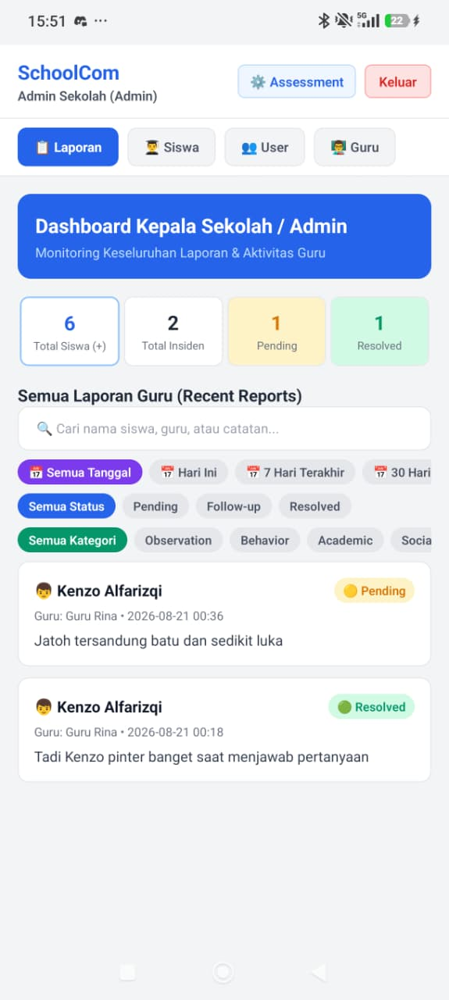 15:51
5G
22
SchoolCom
Admin Sekolah (Admin)
Assessment
Keluar
Laporan
Siswa
User
Guru
Dashboard Kepala Sekolah / Admin
Monitoring Keseluruhan Laporan & Aktivitas Guru
6
Total Siswa (+)
2
Total Insiden
1
Pending
1
Resolved
Semua Laporan Guru (Recent Reports)
Cari nama siswa, guru, atau catatan...
Semua Tanggal
Hari Ini
7 Hari Terakhir
30 Hari
Semua Status
Pending
Follow-up
Resolved
Semua Kategori
Observation
Behavior
Academic
Socia
Kenzo Alfarizqi
Pending
Guru: Guru Rina • 2026-08-21 00:36
Jatoh tersandung batu dan sedikit luka
Kenzo Alfarizqi
Resolved
Guru: Guru Rina • 2026-08-21 00:18
Tadi Kenzo pinter banget saat menjawab pertanyaan